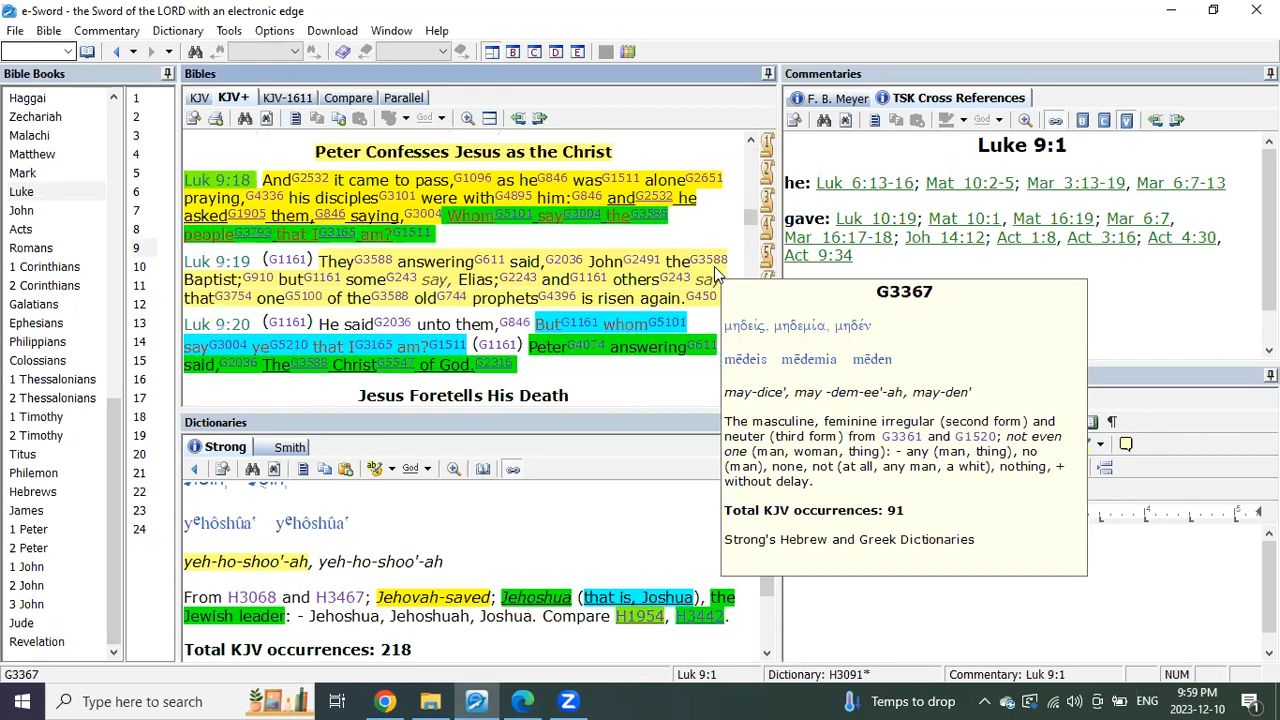 e-Sword - the Sword of the LORD with an electronic edge
File Bible Commentary Dictionary Tools Options Download Window Help
B C D E
Bible Books
Haggai
Zechariah
Malachi
Matthew
Mark
Luke
John
Acts
Romans
1 Corinthians
2 Corinthians
Galatians
Ephesians
Philippians
Colossians
1 Thessalonians
2 Thessalonians
1 Timothy
2 Timothy
Titus
Philemon
Hebrews
James
1 Peter
2 Peter
1 John
2 John
3 John
Jude
Revelation
1
2
3
4
5
6
7
8
9
10
11
12
13
14
15
16
17
18
19
20
21
22
23
24
Bibles
KJV KJV+ KJV-1611 Compare Parallel
God
Peter Confesses Jesus as the Christ
Luk 9:18 AndG2532 it came to pass,G1096 as heG846 wasG1511 aloneG2651
praying,G4336 his disciplesG3101 were withG4895 him:G846 andG2532 he
askedG1905 them,G846 saying,G3004 WhomG5101 sayG3004 theG3588
peopleG3793 that IG3165 am?G1511
Luk 9:19 (G1161) TheyG3588 answeringG611 said,G2036 JohnG2491 theG3588
Baptist;G910 butG1161 someG243 say, Elias;G2243 andG1161 othersG243
thatG3754 oneG5100 of theG3588 oldG744 prophetsG4396 is risen again.G450
Luk 9:20 (G1161) He saidG2036 unto them,G846 ButG1161 whomG5101
sayG3004 yeG5210 that IG3165 am?G1511 (G1161) PeterG4074 answeringG611
said,G2036 TheG3588 ChristG5547 of God.G2316
Jesus Foretells His Death
Dictionaries
Strong Smith
God
yᵉhôshûaʿ yᵉhôshûaʿ
yeh-ho-shoo'-ah, yeh-ho-shoo'-ah
From H3068 and H3467; Jehovah-saved; Jehoshua (that is, Joshua), the
Jewish leader: - Jehoshua, Jehoshuah, Joshua. Compare H1954, H3442.
Total KJV occurrences: 218
Commentaries
F. B. Meyer TSK Cross References
God B C V
Luke 9:1
he: Luk 6:13-16; Mat 10:2-5; Mar 3:13-19, Mar 6:7-13
gave: Luk 10:19; Mat 10:1, Mat 16:19; Mar 6:7,
Mar 16:17-18; Joh 14:12; Act 1:8, Act 3:16; Act 4:30,
Act 9:34
G3367
μηδείς, μηδεμία, μηδέν
mēdeis mēdemia mēden
may-dice', may -dem-ee'-ah, may-den'
The masculine, feminine irregular (second form) and
neuter (third form) from G3361 and G1520; not even
one (man, woman, thing): - any (man, thing), no
(man), none, not (at all, any man, a whit), nothing, +
without delay.
Total KJV occurrences: 91
Strong's Hebrew and Greek Dictionaries
4 5
G3367 Luk 9:1 Dictionary: H3091* Commentary: Luk 9:1 NUM
Type here to search
Temps to drop
9:59 PM
2023-12-10
1